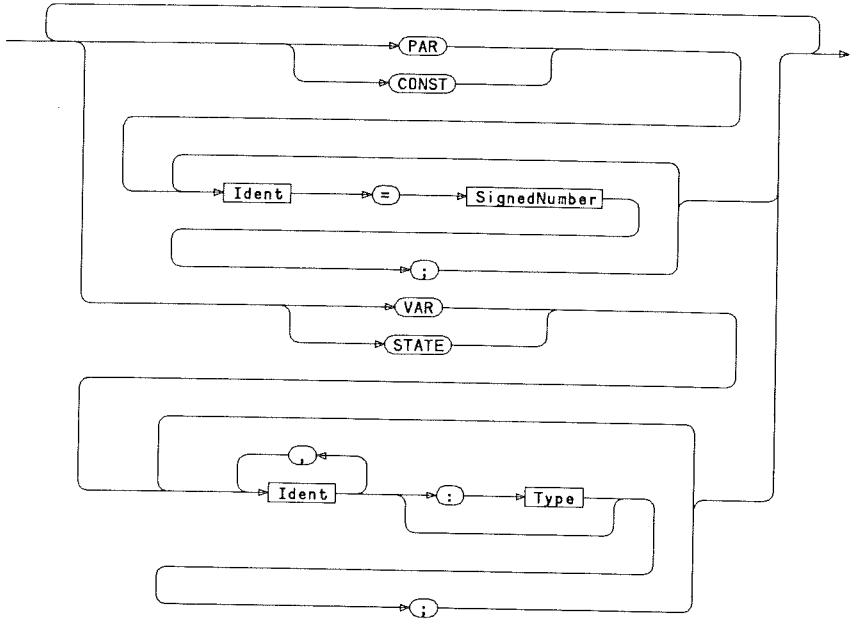 PAR
CONST
Ident = SignedNumber
;
VAR
STATE
,
Ident : Type
;